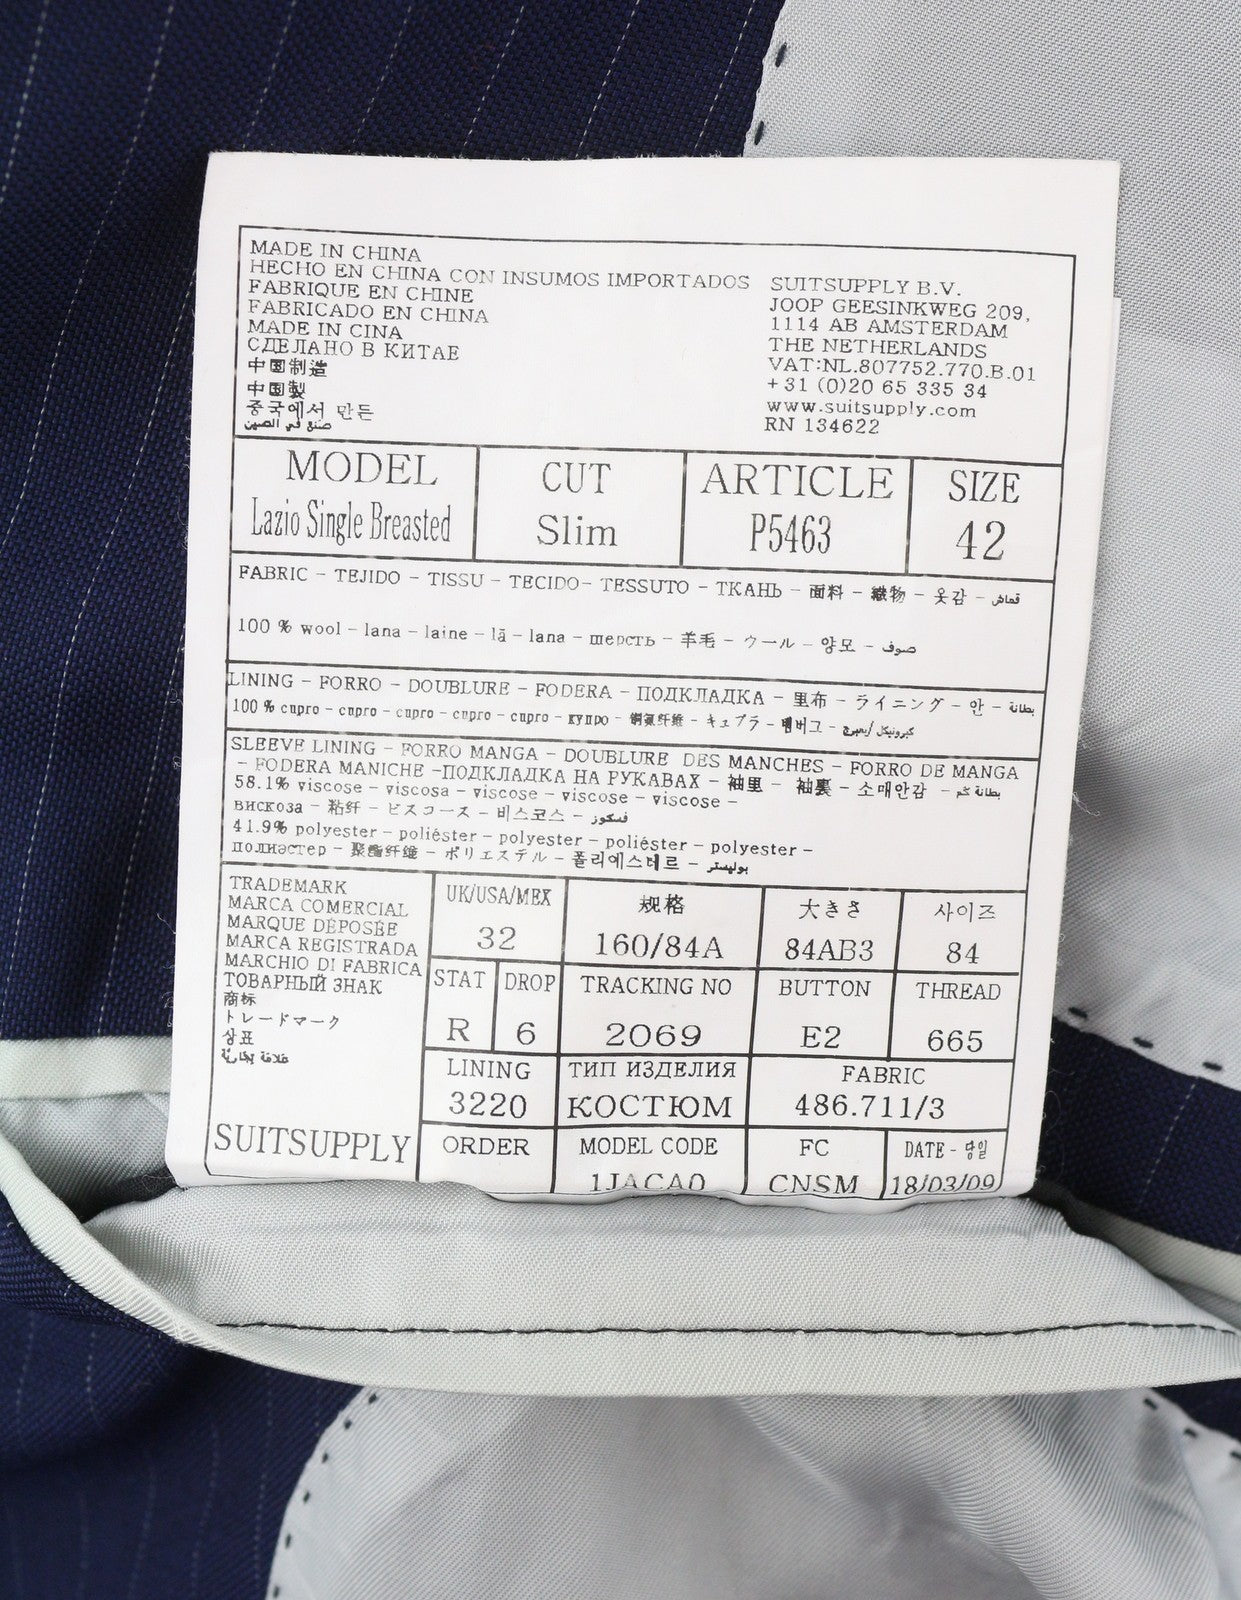 MADE IN CHINA
HECHO EN CHINA CON INSUMOS IMPORTADOS
FABRIQUE EN CHINE
FABRICADO EN CHINA
MADE IN CINA
СДЕЛАНО В КИТАЕ
中国制造
中国製
중국에서 만든
صنع في الصين
SUITSUPPLY B.V.
JOOP GEESINKWEG 209,
1114 AB AMSTERDAM
THE NETHERLANDS
VAT:NL.807752.770.B.01
+31 (0)20 65 335 34
www.suitsupply.com
RN 134622
MODEL
Lazio Single Breasted
CUT
Slim
ARTICLE
P5463
SIZE
42
FABRIC - TEJIDO - TISSU - TECIDO- TESSUTO - ТКАНЬ - 面料 - 織物 - 옷감 - قماش
100 % wool - lana - laine - lã - lana - шерсть - 羊毛 - ウール - 양모 - صوف
LINING - FORRO - DOUBLURE - FODERA - ПОДКЛАДКА - 里布 - ライニング - 안 - بطانة
100 % cupro - cupro - cupro - cupro - cupro - купро - 铜氨纤维 - キュプラ -
SLEEVE LINING - FORRO MANGA - DOUBLURE DES MANCHES - FORRO DE MANGA
- FODERA MANICHE -ПОДКЛАДКА НА РУКАВАХ - 袖里 - 袖裏 - 소매안감 - بطانة كم
58.1% viscose - viscosa - viscose - viscose - viscose -
вискоза - 粘纤 - ビスコース - 비스코스 - فسكوز
41.9% polyester - poliéster - polyester - poliéster - polyester -
полиэстер - 聚酯纤维 - ポリエステル - 폴리에스테르 - بوليستر
TRADEMARK
MARCA COMERCIAL
MARQUE DÉPOSÉE
MARCA REGISTRADA
MARCHIO DI FABRICA
ТОВАРНЫЙ ЗНАК
商标
トレードマーク
상표
علامة تجارية
SUITSUPPLY
UK/USA/MEX
32
规格
160/84A
大きさ
84AB3
사이즈
84
STAT
R
DROP
6
TRACKING NO
2069
BUTTON
E2
THREAD
665
LINING
3220
ТИП ИЗДЕЛИЯ
КОСТЮМ
FABRIC
486.711/3
ORDER
MODEL CODE
1JACA0
FC
CNSM
DATE -
18/03/09